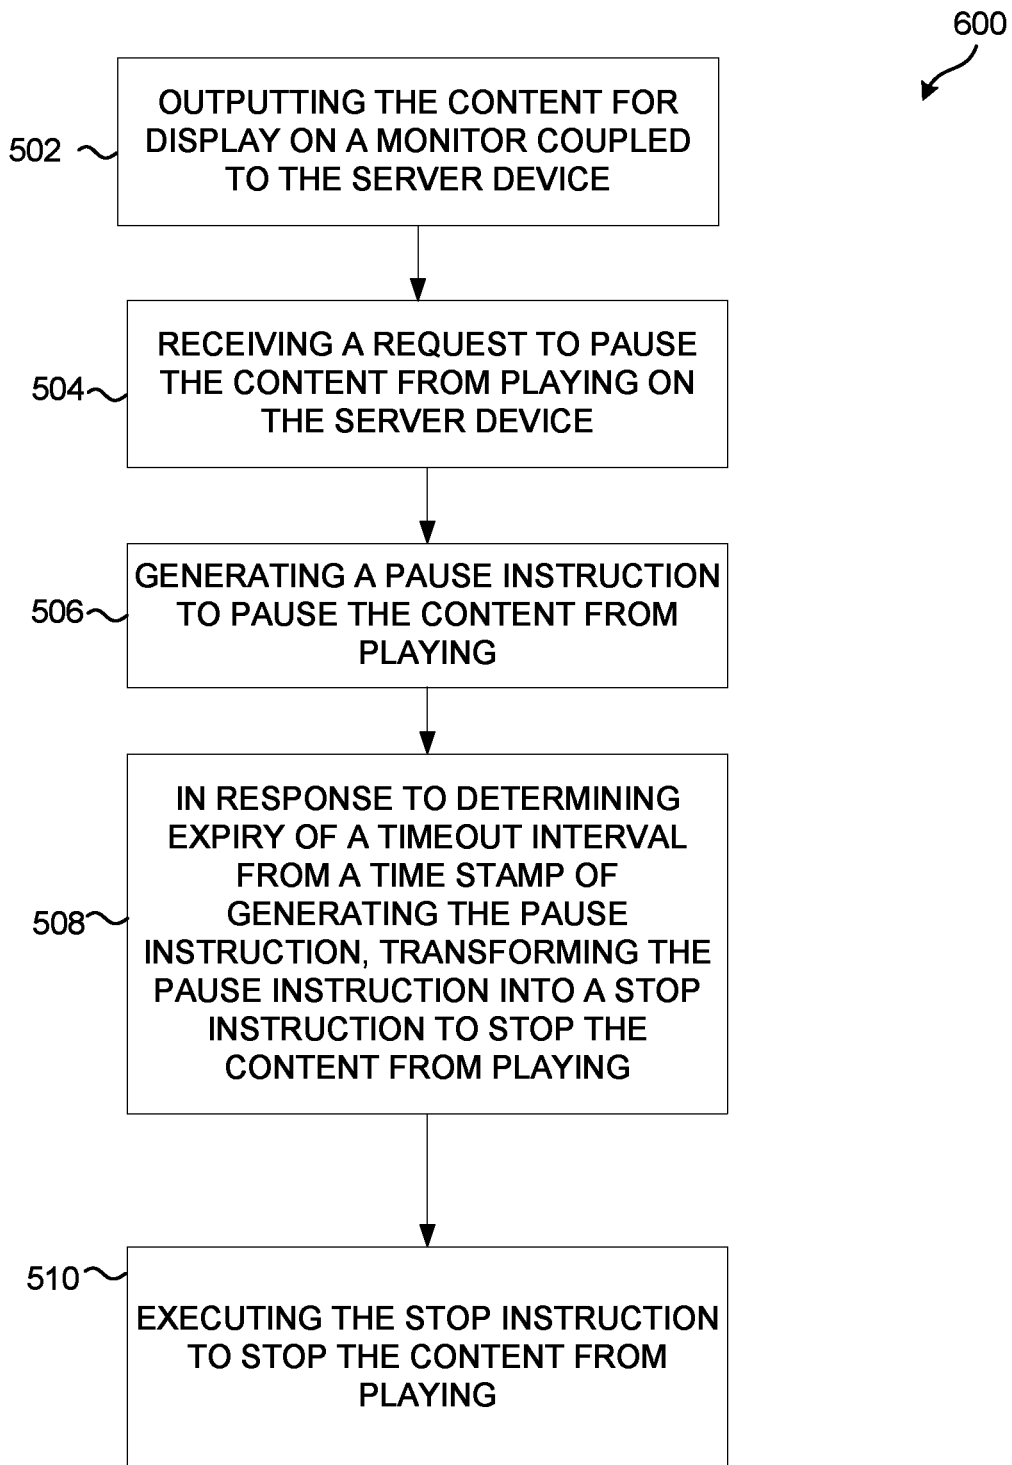 600
502
OUTPUTTING THE CONTENT FOR
DISPLAY ON A MONITOR COUPLED
TO THE SERVER DEVICE
504
RECEIVING A REQUEST TO PAUSE
THE CONTENT FROM PLAYING ON
THE SERVER DEVICE
506
GENERATING A PAUSE INSTRUCTION
TO PAUSE THE CONTENT FROM
PLAYING
508
IN RESPONSE TO DETERMINING
EXPIRY OF A TIMEOUT INTERVAL
FROM A TIME STAMP OF
GENERATING THE PAUSE
INSTRUCTION, TRANSFORMING THE
PAUSE INSTRUCTION INTO A STOP
INSTRUCTION TO STOP THE
CONTENT FROM PLAYING
510
EXECUTING THE STOP INSTRUCTION
TO STOP THE CONTENT FROM
PLAYING